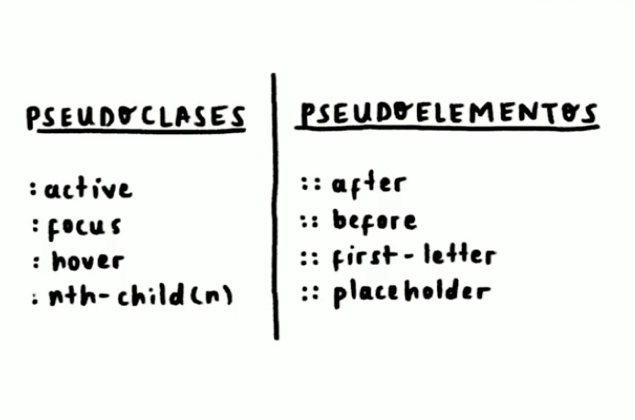 PSEUDOCLASES
:active
:focus
:hover
:nth-child(n)
PSEUDOELEMENTOS
::after
::before
::first-letter
::placeholder